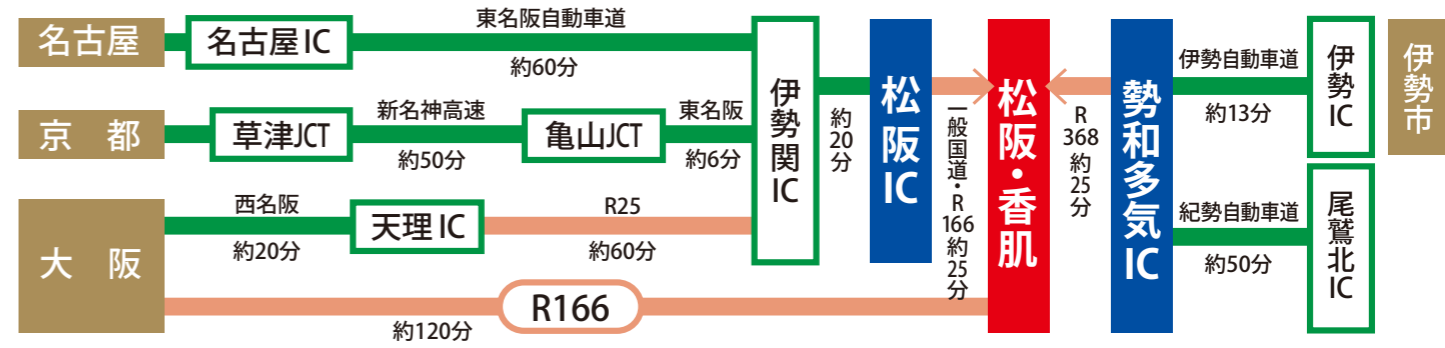 名古屋
名古屋IC
東名阪自動車道
約60分
京都
草津JCT
新名神高速
約50分
亀山JCT
東名阪
約6分
大阪
西名阪
約20分
天理IC
R25
約60分
R166
約120分
伊勢関IC
約20分
松阪IC
一般国道・R166約25分
松阪・香肌
R368約25分
勢和多気IC
伊勢自動車道
約13分
伊勢IC
伊勢市
紀勢自動車道
約50分
尾鷲北IC